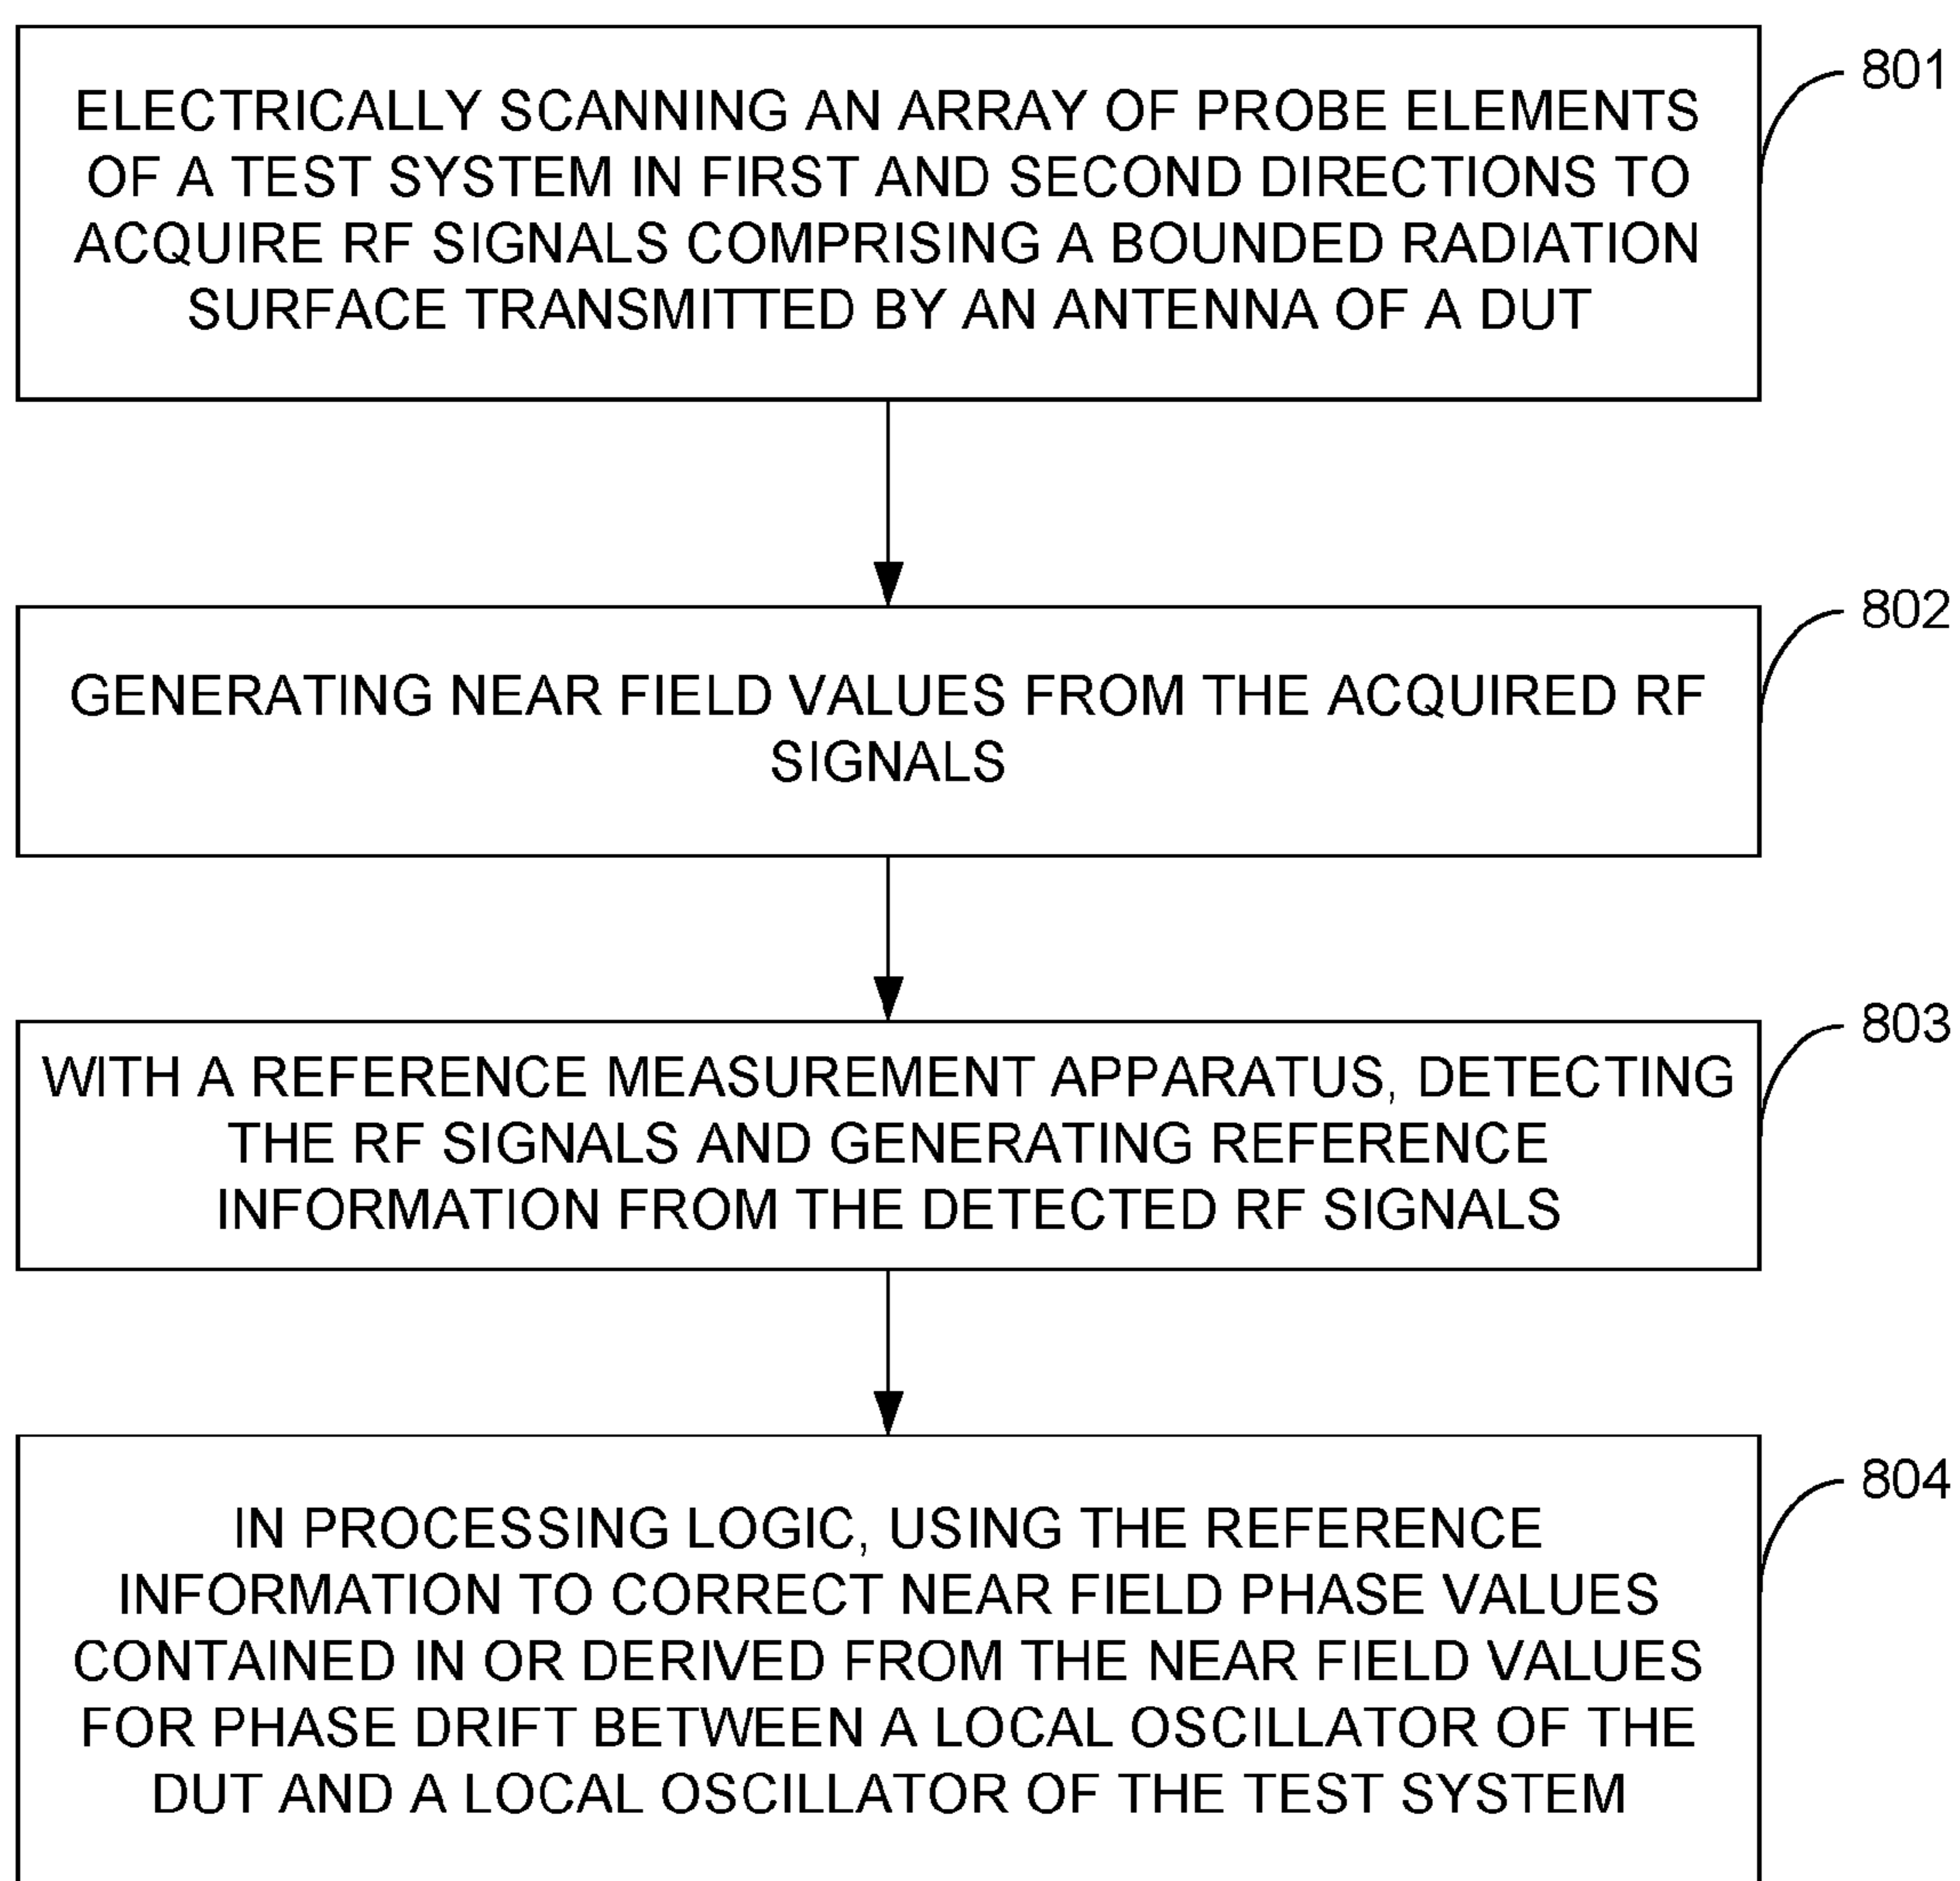 ELECTRICALLY SCANNING AN ARRAY OF PROBE ELEMENTS
OF A TEST SYSTEM IN FIRST AND SECOND DIRECTIONS TO
ACQUIRE RF SIGNALS COMPRISING A BOUNDED RADIATION
SURFACE TRANSMITTED BY AN ANTENNA OF A DUT
801
GENERATING NEAR FIELD VALUES FROM THE ACQUIRED RF
SIGNALS
802
WITH A REFERENCE MEASUREMENT APPARATUS, DETECTING
THE RF SIGNALS AND GENERATING REFERENCE
INFORMATION FROM THE DETECTED RF SIGNALS
803
IN PROCESSING LOGIC, USING THE REFERENCE
INFORMATION TO CORRECT NEAR FIELD PHASE VALUES
CONTAINED IN OR DERIVED FROM THE NEAR FIELD VALUES
FOR PHASE DRIFT BETWEEN A LOCAL OSCILLATOR OF THE
DUT AND A LOCAL OSCILLATOR OF THE TEST SYSTEM
804